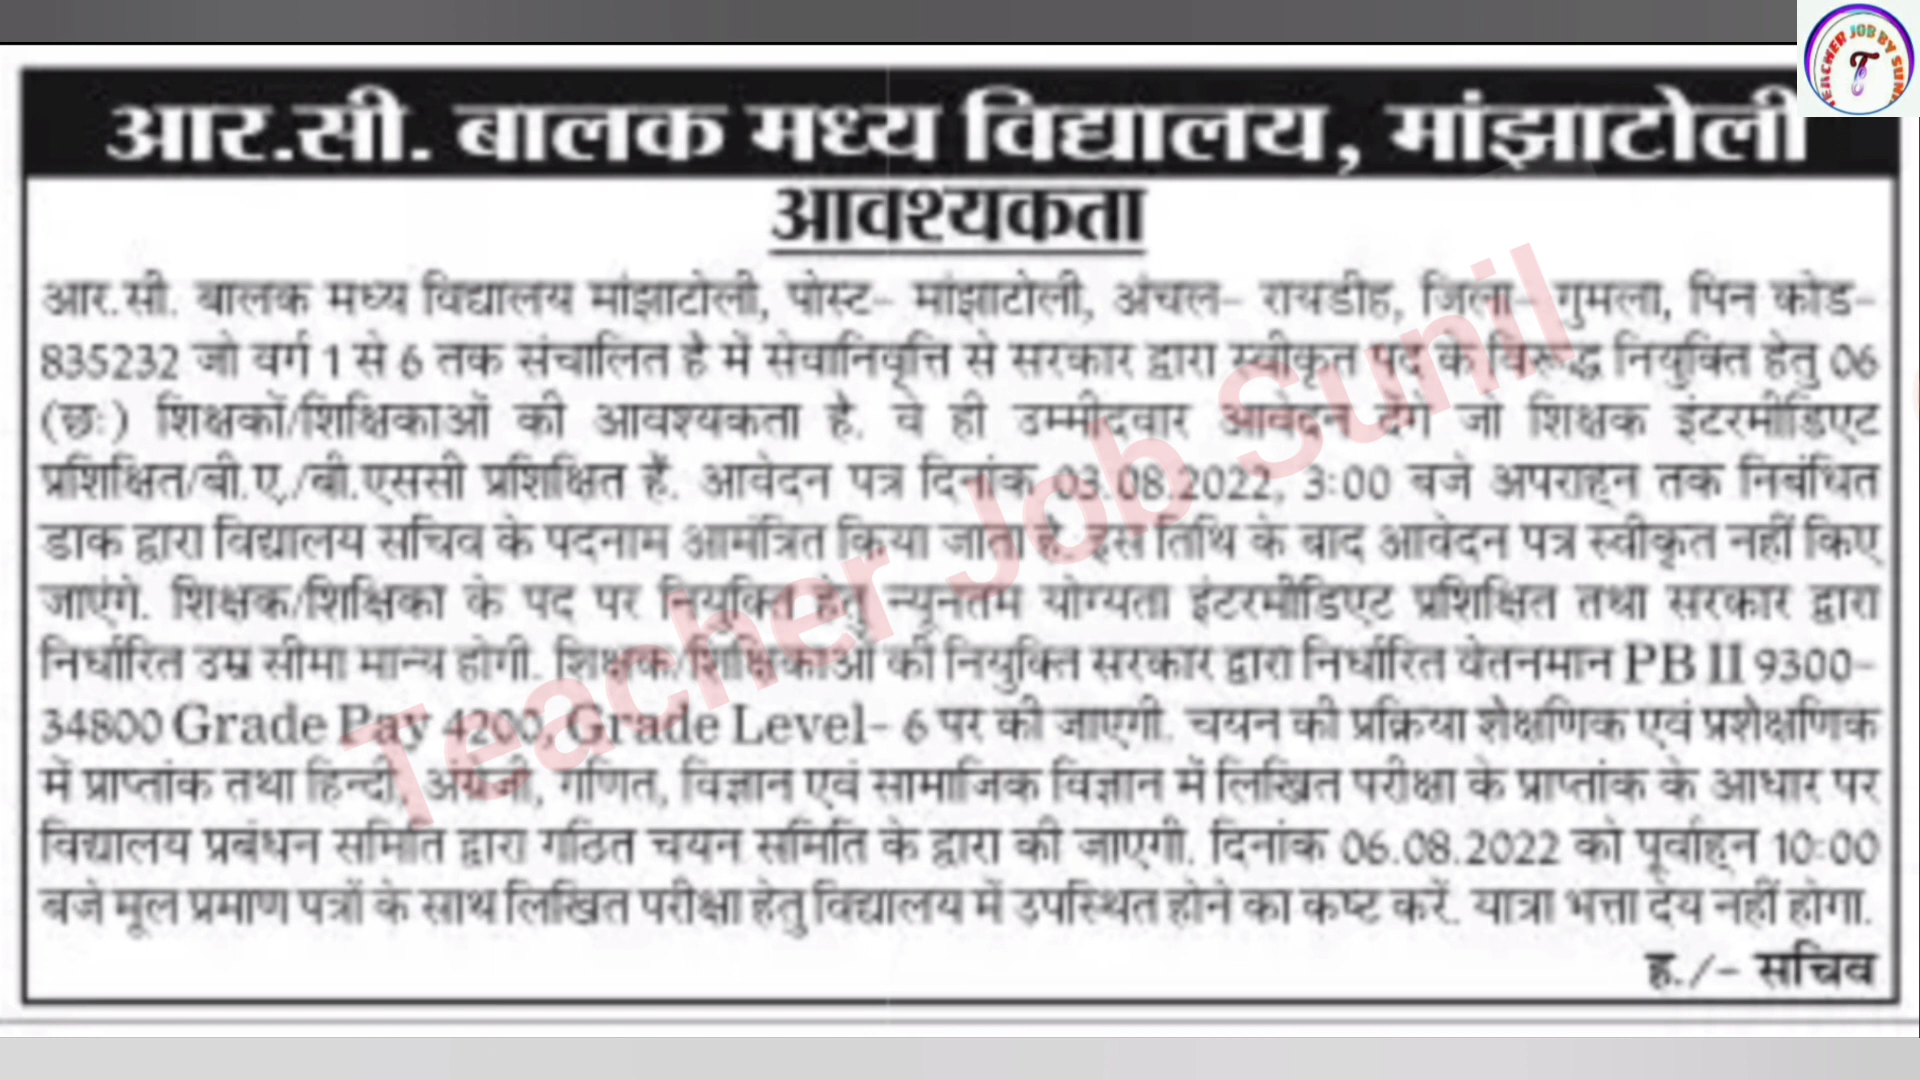 TEACHER JOB BY SUNI
T
आर.सी. बालक मध्य विद्यालय, मांझाटोली
आवश्यकता
आर.सी. बालक मध्य विद्यालय मांझाटोली, पोस्ट– मांझाटोली, अंचल– रायडीह, जिला– गुमला, पिन कोड–
835232 जो वर्ग 1 से 6 तक संचालित है में सेवानिवृत्ति से सरकार द्वारा स्वीकृत पद के विरूद्ध नियुक्ति हेतु 06
(छः) शिक्षकों/शिक्षिकाओं की आवश्यकता है. वे ही उम्मीदवार आवेदन देंगे जो शिक्षक इंटरमीडिएट
प्रशिक्षित/बी.ए./बी.एससी प्रशिक्षित हैं. आवेदन पत्र दिनांक 03.08.2022, 3:00 बजे अपराह्न तक निबंधित
डाक द्वारा विद्यालय सचिव के पदनाम आमंत्रित किया जाता है. इस तिथि के बाद आवेदन पत्र स्वीकृत नहीं किए
जाएंगे. शिक्षक/शिक्षिका के पद पर नियुक्ति हेतु न्यूनतम योग्यता इंटरमीडिएट प्रशिक्षित तथा सरकार द्वारा
निर्धारित उम्र सीमा मान्य होगी. शिक्षक/शिक्षिकाओं की नियुक्ति सरकार द्वारा निर्धारित वेतनमान PB II 9300–
34800 Grade Pay 4200, Grade Level– 6 पर की जाएगी. चयन की प्रक्रिया शैक्षणिक एवं प्रशैक्षणिक
में प्राप्तांक तथा हिन्दी, अंग्रेजी, गणित, विज्ञान एवं सामाजिक विज्ञान में लिखित परीक्षा के प्राप्तांक के आधार पर
विद्यालय प्रबंधन समिति द्वारा गठित चयन समिति के द्वारा की जाएगी. दिनांक 06.08.2022 को पूर्वाह्न 10:00
बजे मूल प्रमाण पत्रों के साथ लिखित परीक्षा हेतु विद्यालय में उपस्थित होने का कष्ट करें. यात्रा भत्ता देय नहीं होगा.
ह./– सचिव
Teacher Job Sunil